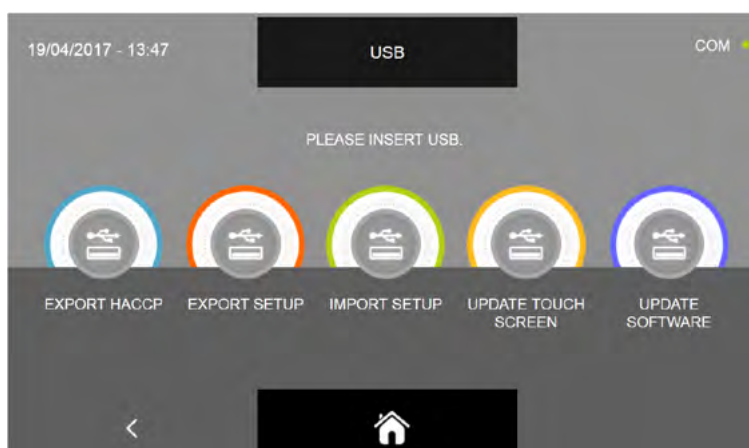 19/04/2017 - 13:47
USB
COM
PLEASE INSERT USB.
EXPORT HACCP
EXPORT SETUP
IMPORT SETUP
UPDATE TOUCH
SCREEN
UPDATE
SOFTWARE